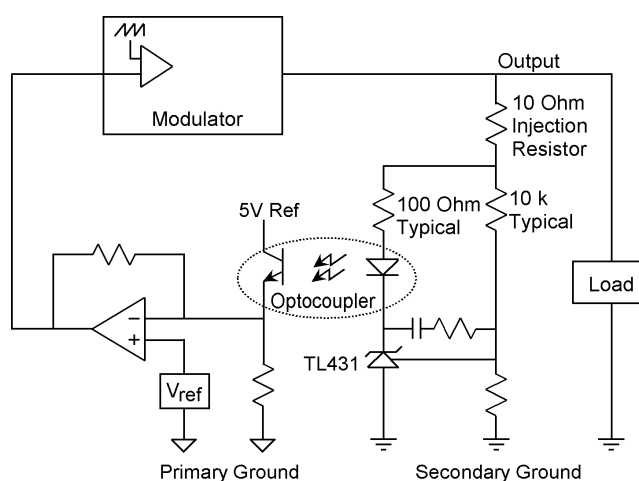 Modulator
Output
10 Ohm
Injection
Resistor
100 Ohm
Typical
10 k
Typical
5V Ref
Optocoupler
Load
−
+
Vref
TL431
Primary Ground
Secondary Ground